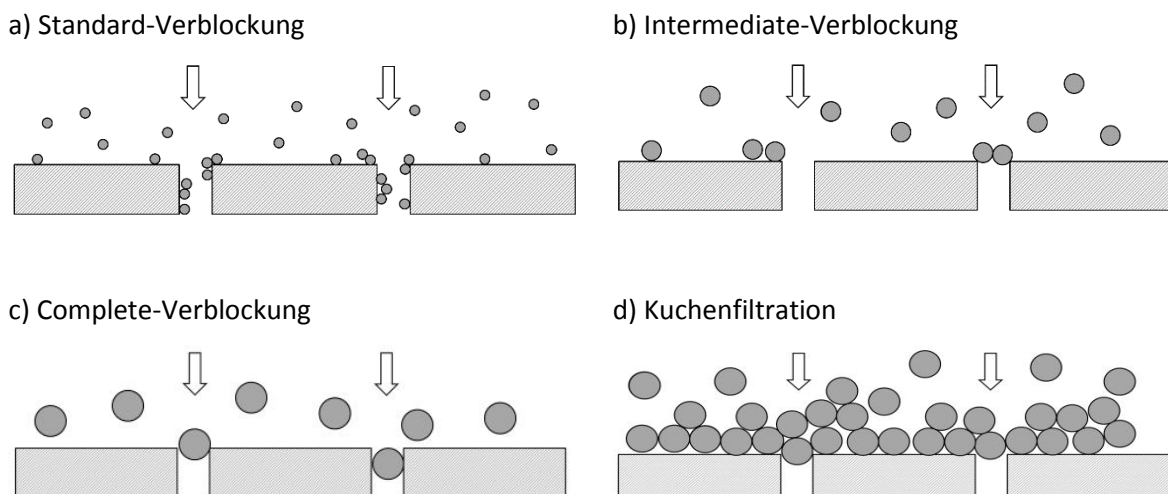 a) Standard-Verblockung
b) Intermediate-Verblockung
c) Complete-Verblockung
d) Kuchenfiltration